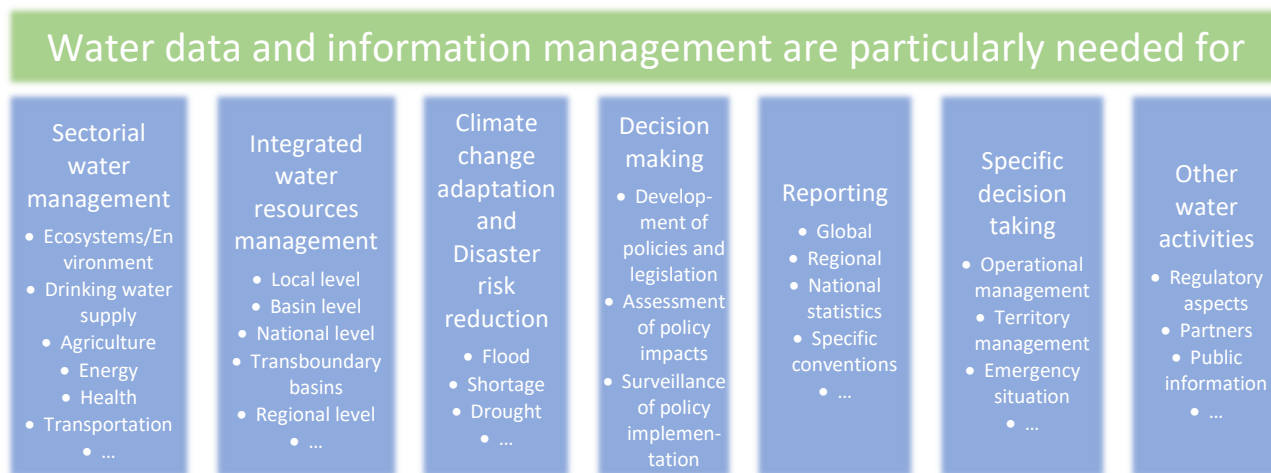 Water data and information management are particularly needed for
Sectorial
water
management
• Ecosystems/En
vironment
• Drinking water
supply
• Agriculture
• Energy
• Health
• Transportation
• ...
Integrated
water
resources
management
• Local level
• Basin level
• National level
• Transboundary
basins
• Regional level
• ...
Climate
change
adaptation
and
Disaster
risk
reduction
• Flood
• Shortage
• Drought
• ...
Decision
making
• Develop-
ment of
policies and
legislation
• Assessment
of policy
impacts
• Surveillance
of policy
implemen-
tation
Reporting
• Global
• Regional
• National
statistics
• Specific
conventions
• ...
Specific
decision
taking
• Operational
management
• Territory
management
• Emergency
situation
• ...
Other
water
activities
• Regulatory
aspects
• Partners
• Public
information
• ...